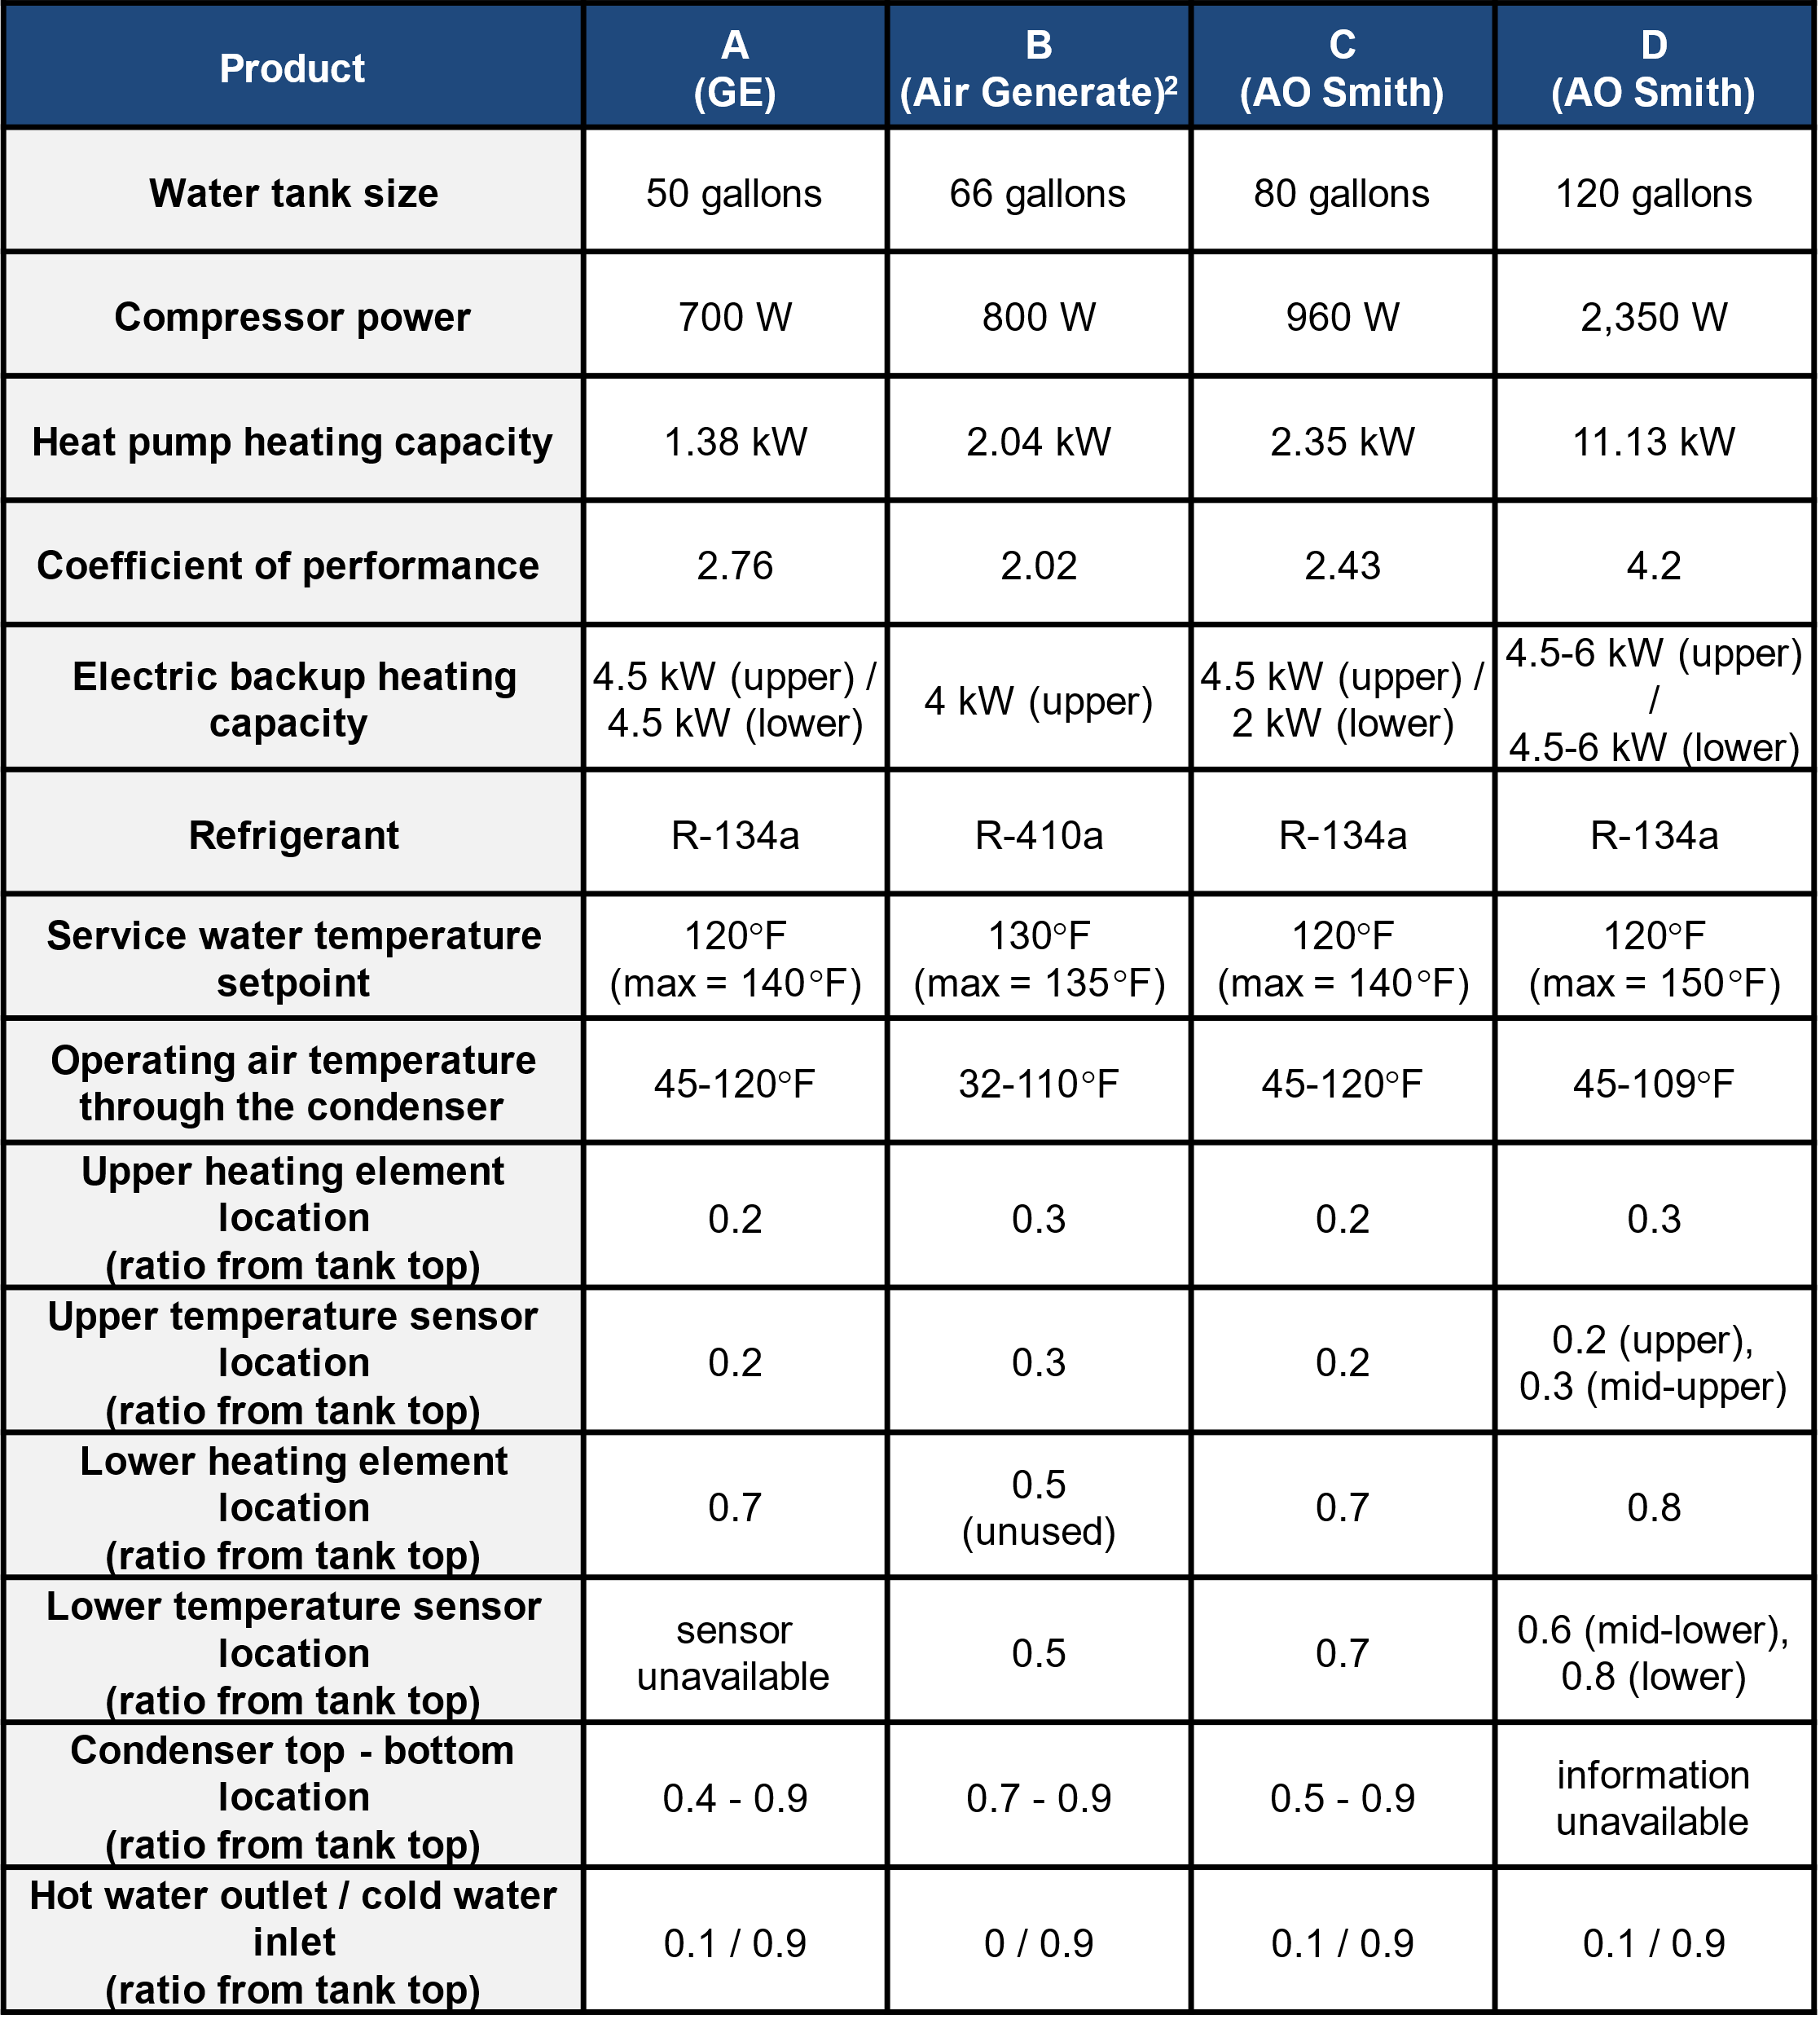 Product
A
(GE)
B
(Air Generate)²
C
(AO Smith)
D
(AO Smith)
Water tank size
50 gallons
66 gallons
80 gallons
120 gallons
Compressor power
700 W
800 W
960 W
2,350 W
Heat pump heating capacity
1.38 kW
2.04 kW
2.35 kW
11.13 kW
Coefficient of performance
2.76
2.02
2.43
4.2
Electric backup heating
capacity
4.5 kW (upper) /
4.5 kW (lower)
4 kW (upper)
4.5 kW (upper) /
2 kW (lower)
4.5-6 kW (upper)
/
4.5-6 kW (lower)
Refrigerant
R-134a
R-410a
R-134a
R-134a
Service water temperature
setpoint
120°F
(max = 140°F)
130°F
(max = 135°F)
120°F
(max = 140°F)
120°F
(max = 150°F)
Operating air temperature
through the condenser
45-120°F
32-110°F
45-120°F
45-109°F
Upper heating element
location
(ratio from tank top)
0.2
0.3
0.2
0.3
Upper temperature sensor
location
(ratio from tank top)
0.2
0.3
0.2
0.2 (upper),
0.3 (mid-upper)
Lower heating element
location
(ratio from tank top)
0.7
0.5
(unused)
0.7
0.8
Lower temperature sensor
location
(ratio from tank top)
sensor
unavailable
0.5
0.7
0.6 (mid-lower),
0.8 (lower)
Condenser top - bottom
location
(ratio from tank top)
0.4 - 0.9
0.7 - 0.9
0.5 - 0.9
information
unavailable
Hot water outlet / cold water
inlet
(ratio from tank top)
0.1 / 0.9
0 / 0.9
0.1 / 0.9
0.1 / 0.9